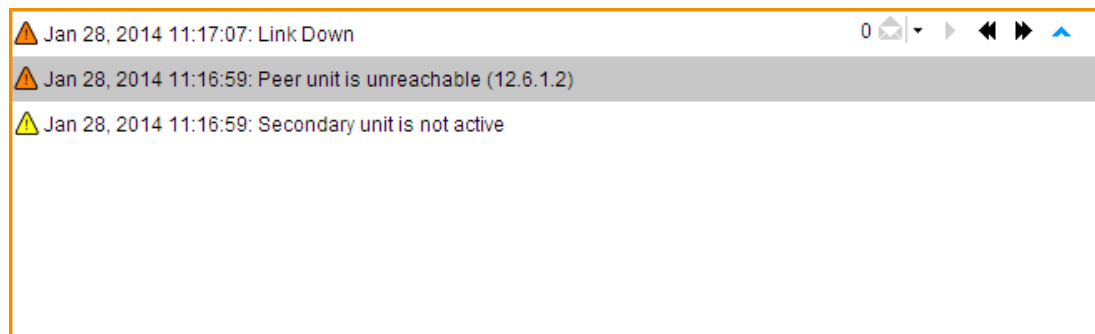 Jan 28, 2014 11:17:07: Link Down 0
Jan 28, 2014 11:16:59: Peer unit is unreachable (12.6.1.2)
Jan 28, 2014 11:16:59: Secondary unit is not active